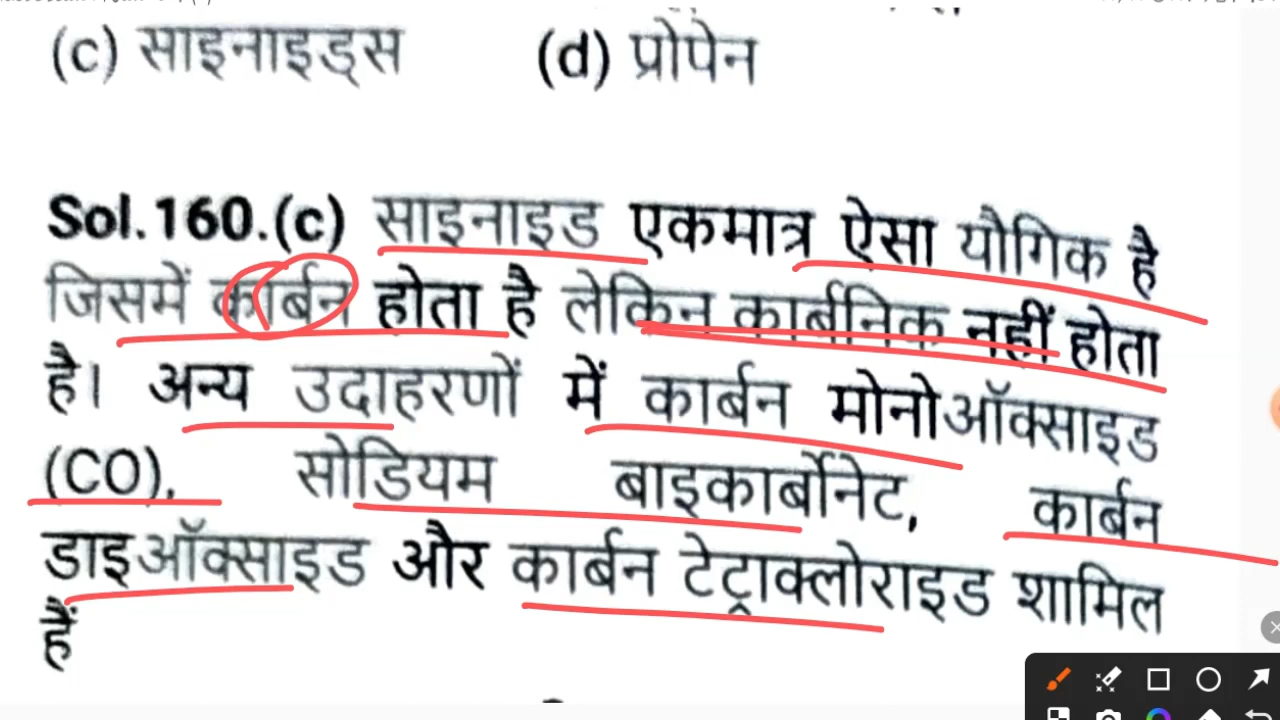 (c) साइनाइड्स (d) प्रोपेन
Sol.160.(c) साइनाइड एकमात्र ऐसा यौगिक है
जिसमें कार्बन होता है लेकिन कार्बनिक नहीं होता
है। अन्य उदाहरणों में कार्बन मोनोऑक्साइड
(CO), सोडियम बाइकार्बोनेट, कार्बन
डाइऑक्साइड और कार्बन टेट्राक्लोराइड शामिल
हैं